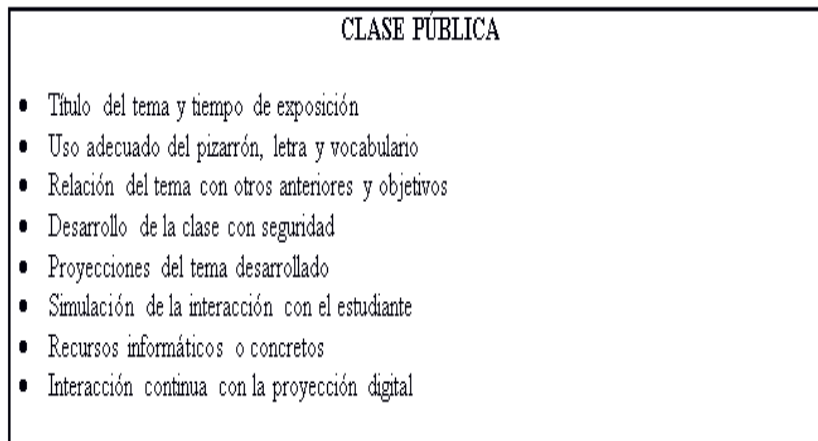 CLASE PÚBLICA
• Título del tema y tiempo de exposición
• Uso adecuado del pizarrón, letra y vocabulario
• Relación del tema con otros anteriores y objetivos
• Desarrollo de la clase con seguridad
• Proyecciones del tema desarrollado
• Simulación de la interacción con el estudiante
• Recursos informáticos o concretos
• Interacción continua con la proyección digital